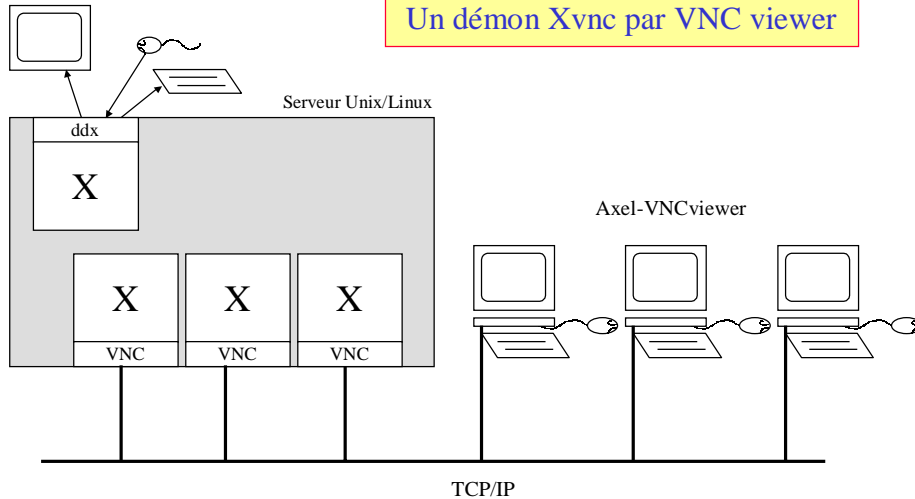 Un démon Xvnc par VNC viewer
Serveur Unix/Linux
ddx
X
Axel-VNCviewer
X X X
VNC VNC VNC
TCP/IP